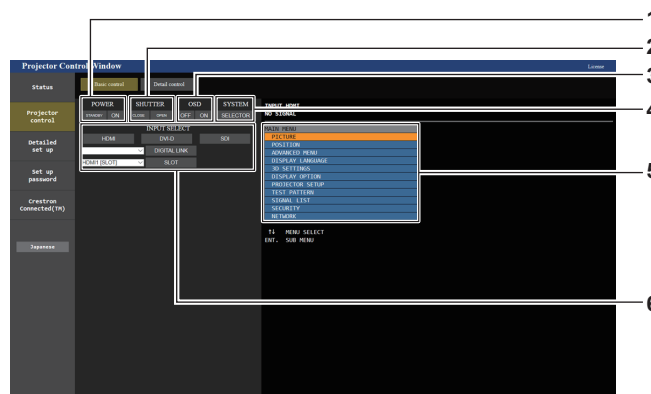 1
2
3
4
5
6
Projector Control Window
License
Status
Projector
control
Detailed
set up
Set up
password
Crestron
Connected(TM)
Japanese
Basic control
Detail control
POWER
STANDBY ON
SHUTTER
CLOSE OPEN
OSD
OFF ON
SYSTEM
SELECTOR
INPUT SELECT
HDMI DVI-D SDI
DIGITAL LINK
HDMI1 [SLOT] SLOT
INPUT HDMI
NO SIGNAL
MAIN MENU
PICTURE
POSITION
ADVANCED MENU
DISPLAY LANGUAGE
3D SETTINGS
DISPLAY OPTION
PROJECTOR SETUP
TEST PATTERN
SIGNAL LIST
SECURITY
NETWORK
↑↓ MENU SELECT
ENT. SUB MENU